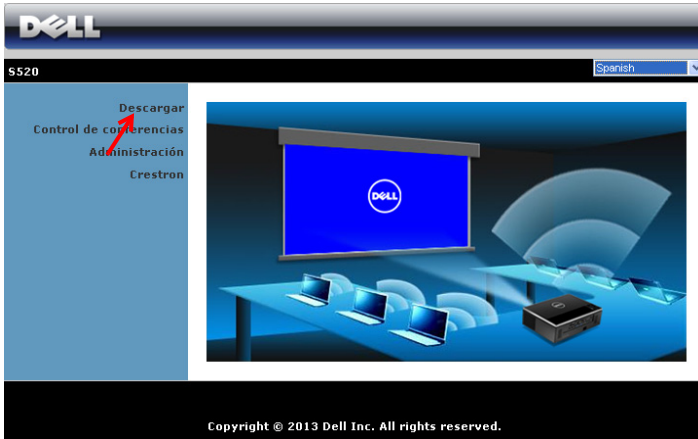 DELL
S520
Spanish
Descargar
Control de conferencias
Administración
Crestron
DELL
Copyright © 2013 Dell Inc. All rights reserved.